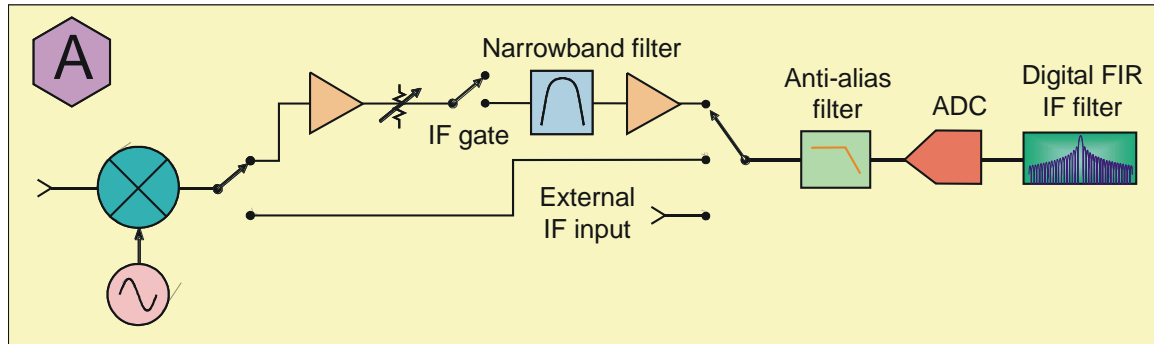 A
Narrowband filter
IF gate
External
IF input
Anti-alias
filter
ADC
Digital FIR
IF filter